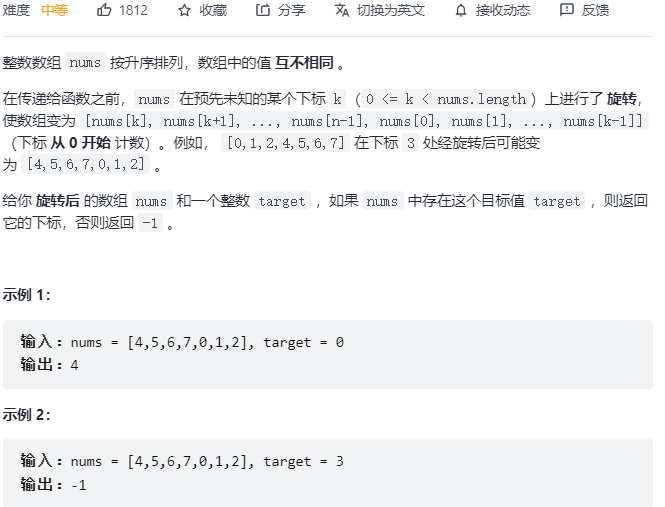 难度 中等 1812 收藏 分享 切换为英文 接收动态 反馈
整数数组 nums 按升序排列，数组中的值 互不相同 。
在传递给函数之前，nums 在预先未知的某个下标 k（0 <= k < nums.length）上进行了 旋转，
使数组变为 [nums[k], nums[k+1], ..., nums[n-1], nums[0], nums[1], ..., nums[k-1]]
（下标 从 0 开始 计数）。例如， [0,1,2,4,5,6,7] 在下标 3 处经旋转后可能变
为 [4,5,6,7,0,1,2] 。
给你 旋转后 的数组 nums 和一个整数 target ，如果 nums 中存在这个目标值 target ，则返回
它的下标，否则返回 -1 。
示例 1：
输入：nums = [4,5,6,7,0,1,2], target = 0
输出：4
示例 2：
输入：nums = [4,5,6,7,0,1,2], target = 3
输出：-1